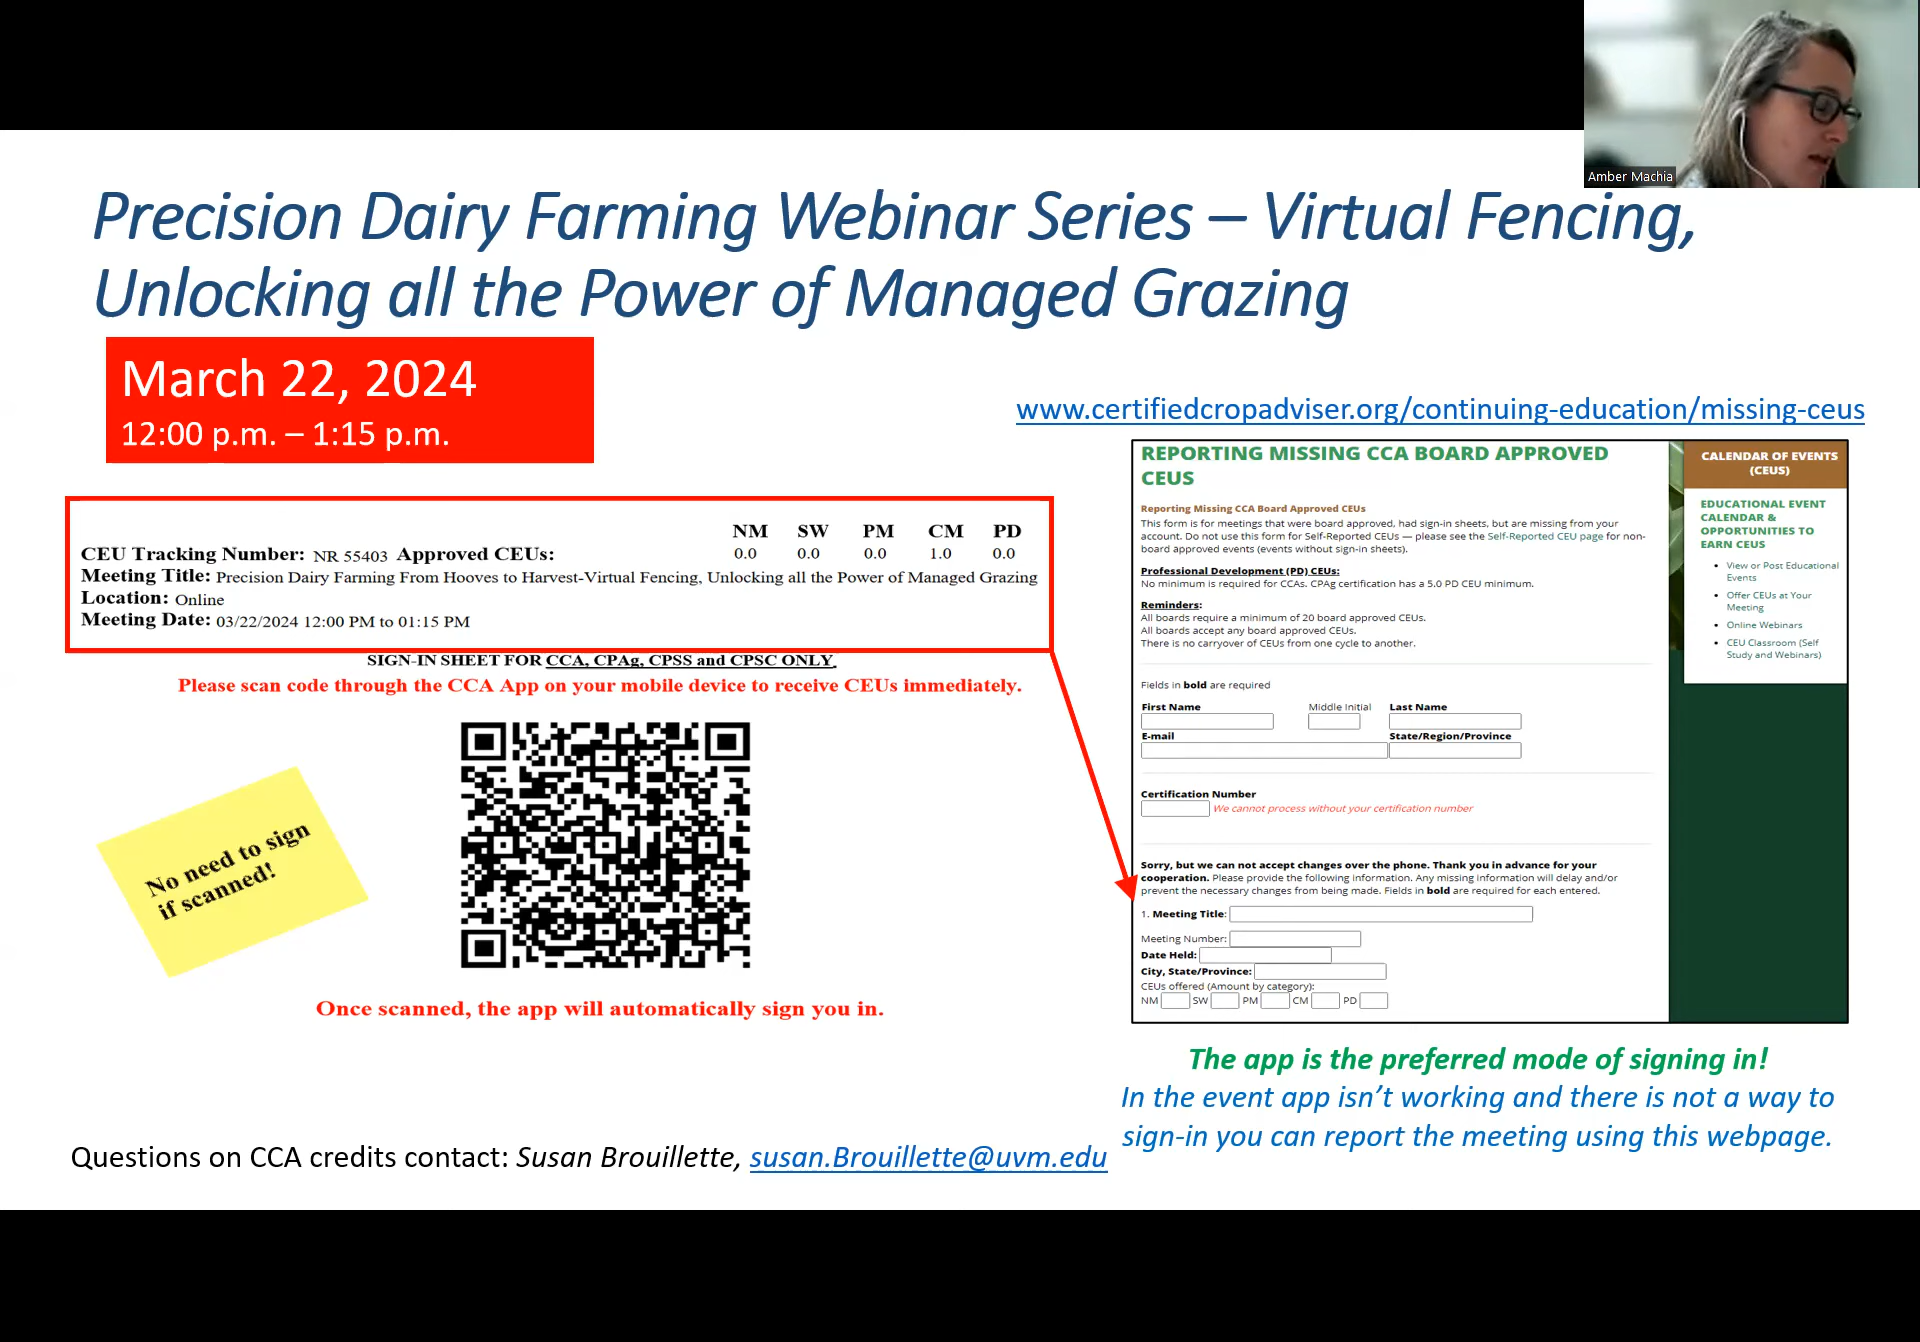 Amber Machia
Precision Dairy Farming Webinar Series – Virtual Fencing,
Unlocking all the Power of Managed Grazing
March 22, 2024
12:00 p.m. – 1:15 p.m.
www.certifiedcropadviser.org/continuing-education/missing-ceus
NM SW PM CM PD
CEU Tracking Number: NR 55403 Approved CEUs: 0.0 0.0 0.0 1.0 0.0
Meeting Title: Precision Dairy Farming From Hooves to Harvest-Virtual Fencing, Unlocking all the Power of Managed Grazing
Location: Online
Meeting Date: 03/22/2024 12:00 PM to 01:15 PM
SIGN-IN SHEET FOR CCA, CPAg, CPSS and CPSC ONLY.
Please scan code through the CCA App on your mobile device to receive CEUs immediately.
No need to sign
if scanned!
Once scanned, the app will automatically sign you in.
Questions on CCA credits contact: Susan Brouillette, susan.Brouillette@uvm.edu
REPORTING MISSING CCA BOARD APPROVED
CEUS
Reporting Missing CCA Board Approved CEUs
This form is for meetings that were board approved, had sign-in sheets, but are missing from your
account. Do not use this form for Self-Reported CEUs — please see the Self-Reported CEU page for non-
board approved events (events without sign-in sheets).
Professional Development (PD) CEUs:
No minimum is required for CCAs. CPAg certification has a 5.0 PD CEU minimum.
Reminders:
All boards require a minimum of 20 board approved CEUs.
All boards accept any board approved CEUs.
There is no carryover of CEUs from one cycle to another.
Fields in bold are required
First Name Middle Initial Last Name
E-mail State/Region/Province
Certification Number
We cannot process without your certification number
Sorry, but we can not accept changes over the phone. Thank you in advance for your
cooperation. Please provide the following information. Any missing information will delay and/or
prevent the necessary changes from being made. Fields in bold are required for each entered.
1. Meeting Title:
Meeting Number:
Date Held:
City, State/Province:
CEUs offered (Amount by category):
NM SW PM CM PD
CALENDAR OF EVENTS
(CEUS)
EDUCATIONAL EVENT
CALENDAR &
OPPORTUNITIES TO
EARN CEUS
• View or Post Educational
Events
• Offer CEUs at Your
Meeting
• Online Webinars
• CEU Classroom (Self
Study and Webinars)
The app is the preferred mode of signing in!
In the event app isn't working and there is not a way to
sign-in you can report the meeting using this webpage.